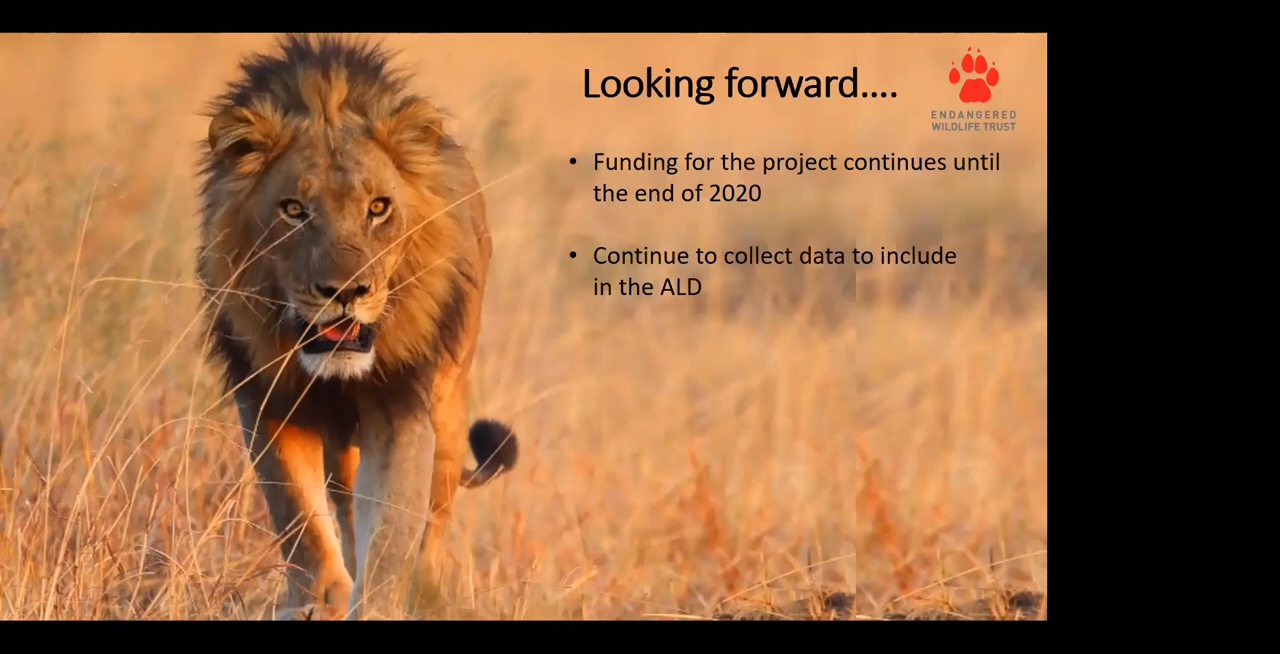 Looking forward....
ENDANGERED
WILDLIFE TRUST
• Funding for the project continues until
the end of 2020
• Continue to collect data to include
in the ALD